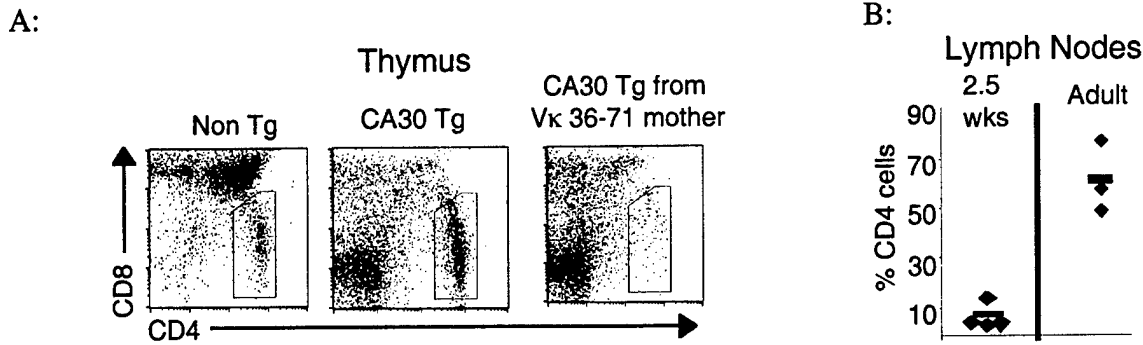 A:
Thymus
Non Tg
CA30 Tg
CA30 Tg from
Vκ 36-71 mother
CD8
CD4
B:
Lymph Nodes
2.5
wks
Adult
% CD4 cells
90
70
50
30
10